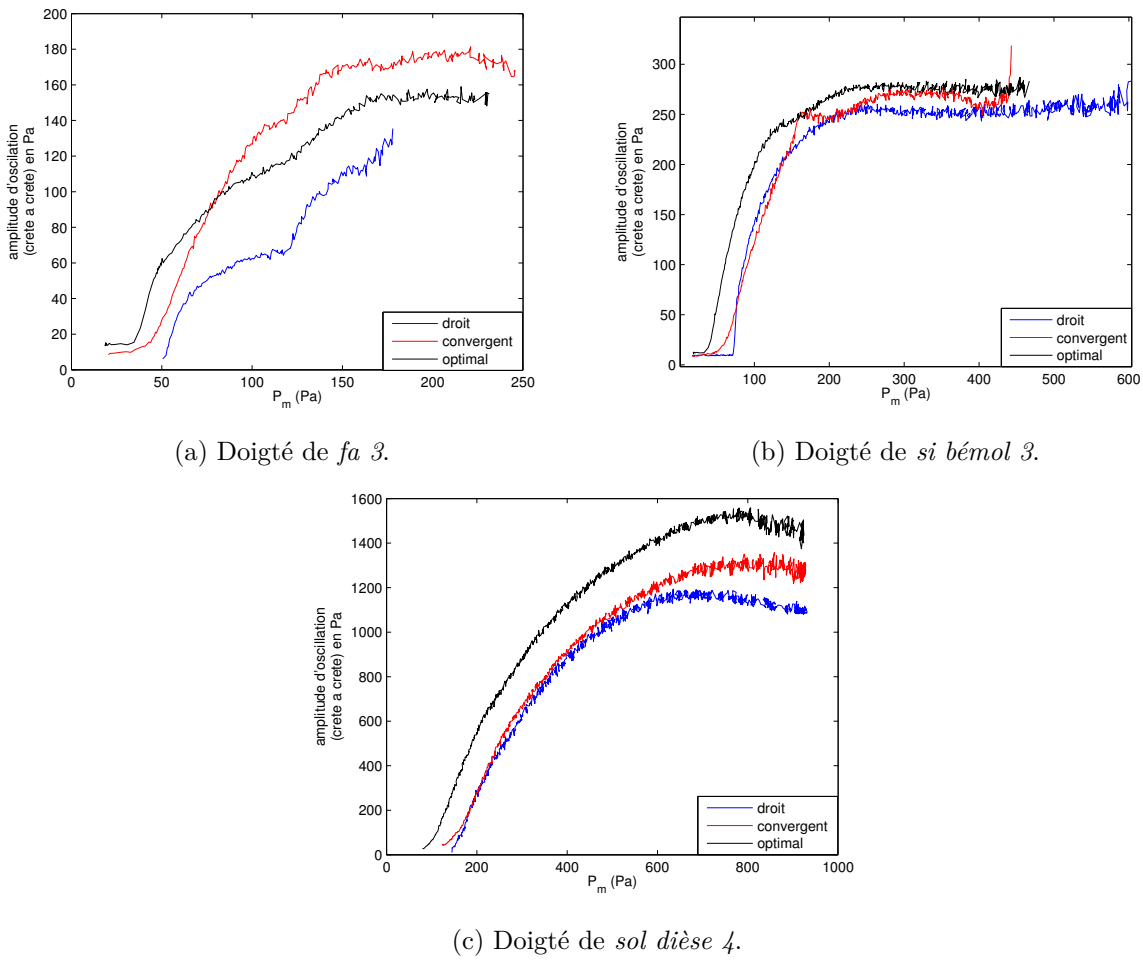 200
180
160
140
120
100
80
60
40
20
0
0 50 100 150 200 250
amplitude d'oscilation
(crete a crete) en Pa
P_m (Pa)
droit
convergent
optimal
(a) Doigté de fa 3.
300
250
200
150
100
50
0
100 200 300 400 500 600
amplitude d'oscillation
(crete a crete) en Pa
P_m (Pa)
droit
convergent
optimal
(b) Doigté de si bémol 3.
1600
1400
1200
1000
800
600
400
200
0
0 200 400 600 800 1000
amplitude d'oscilation
(crete a crete) en Pa
P_m (Pa)
droit
convergent
optimal
(c) Doigté de sol dièse 4.